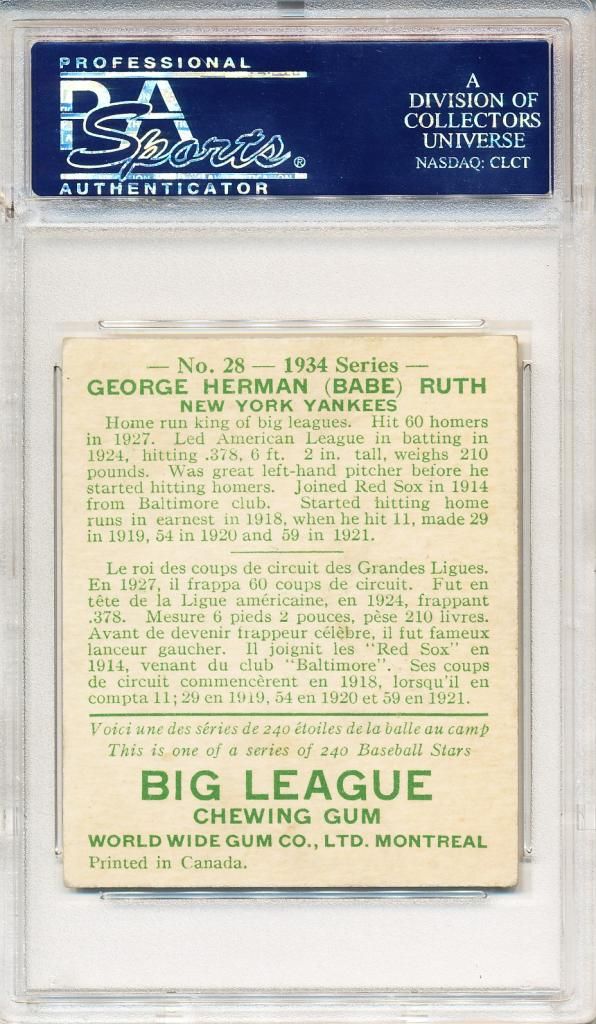 PROFESSIONAL
PSA
Sports®
AUTHENTICATOR
A
DIVISION OF
COLLECTORS
UNIVERSE
NASDAQ: CLCT
— No. 28 — 1934 Series —
GEORGE HERMAN (BABE) RUTH
NEW YORK YANKEES
Home run king of big leagues. Hit 60 homers
in 1927. Led American League in batting in
1924, hitting .378, 6 ft. 2 in. tall, weighs 210
pounds. Was great left-hand pitcher before he
started hitting homers. Joined Red Sox in 1914
from Baltimore club. Started hitting home
runs in earnest in 1918, when he hit 11, made 29
in 1919, 54 in 1920 and 59 in 1921.
Le roi des coups de circuit des Grandes Ligues.
En 1927, il frappa 60 coups de circuit. Fut en
tête de la Ligue américaine, en 1924, frappant
.378. Mesure 6 pieds 2 pouces, pèse 210 livres.
Avant de devenir frappeur célèbre, il fut fameux
lanceur gaucher. Il joignit les "Red Sox" en
1914, venant du club "Baltimore". Ses coups
de circuit commencèrent en 1918, lorsqu'il en
compta 11; 29 en 1919, 54 en 1920 et 59 en 1921.
Voici une des séries de 240 étoiles de la balle au camp
This is one of a series of 240 Baseball Stars
BIG LEAGUE
CHEWING GUM
WORLD WIDE GUM CO., LTD. MONTREAL
Printed in Canada.